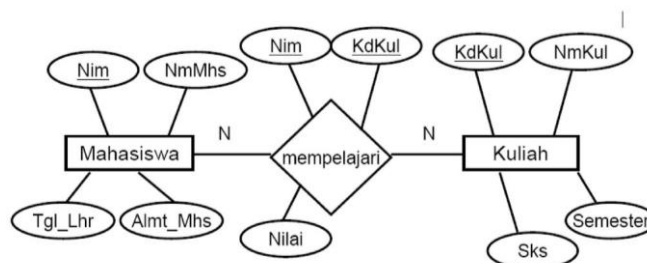 Nim
NmMhs
Nim
KdKul
KdKul
NmKul
Mahasiswa
N
mempelajari
N
Kuliah
Tgl_Lhr
Almt_Mhs
Nilai
Sks
Semester